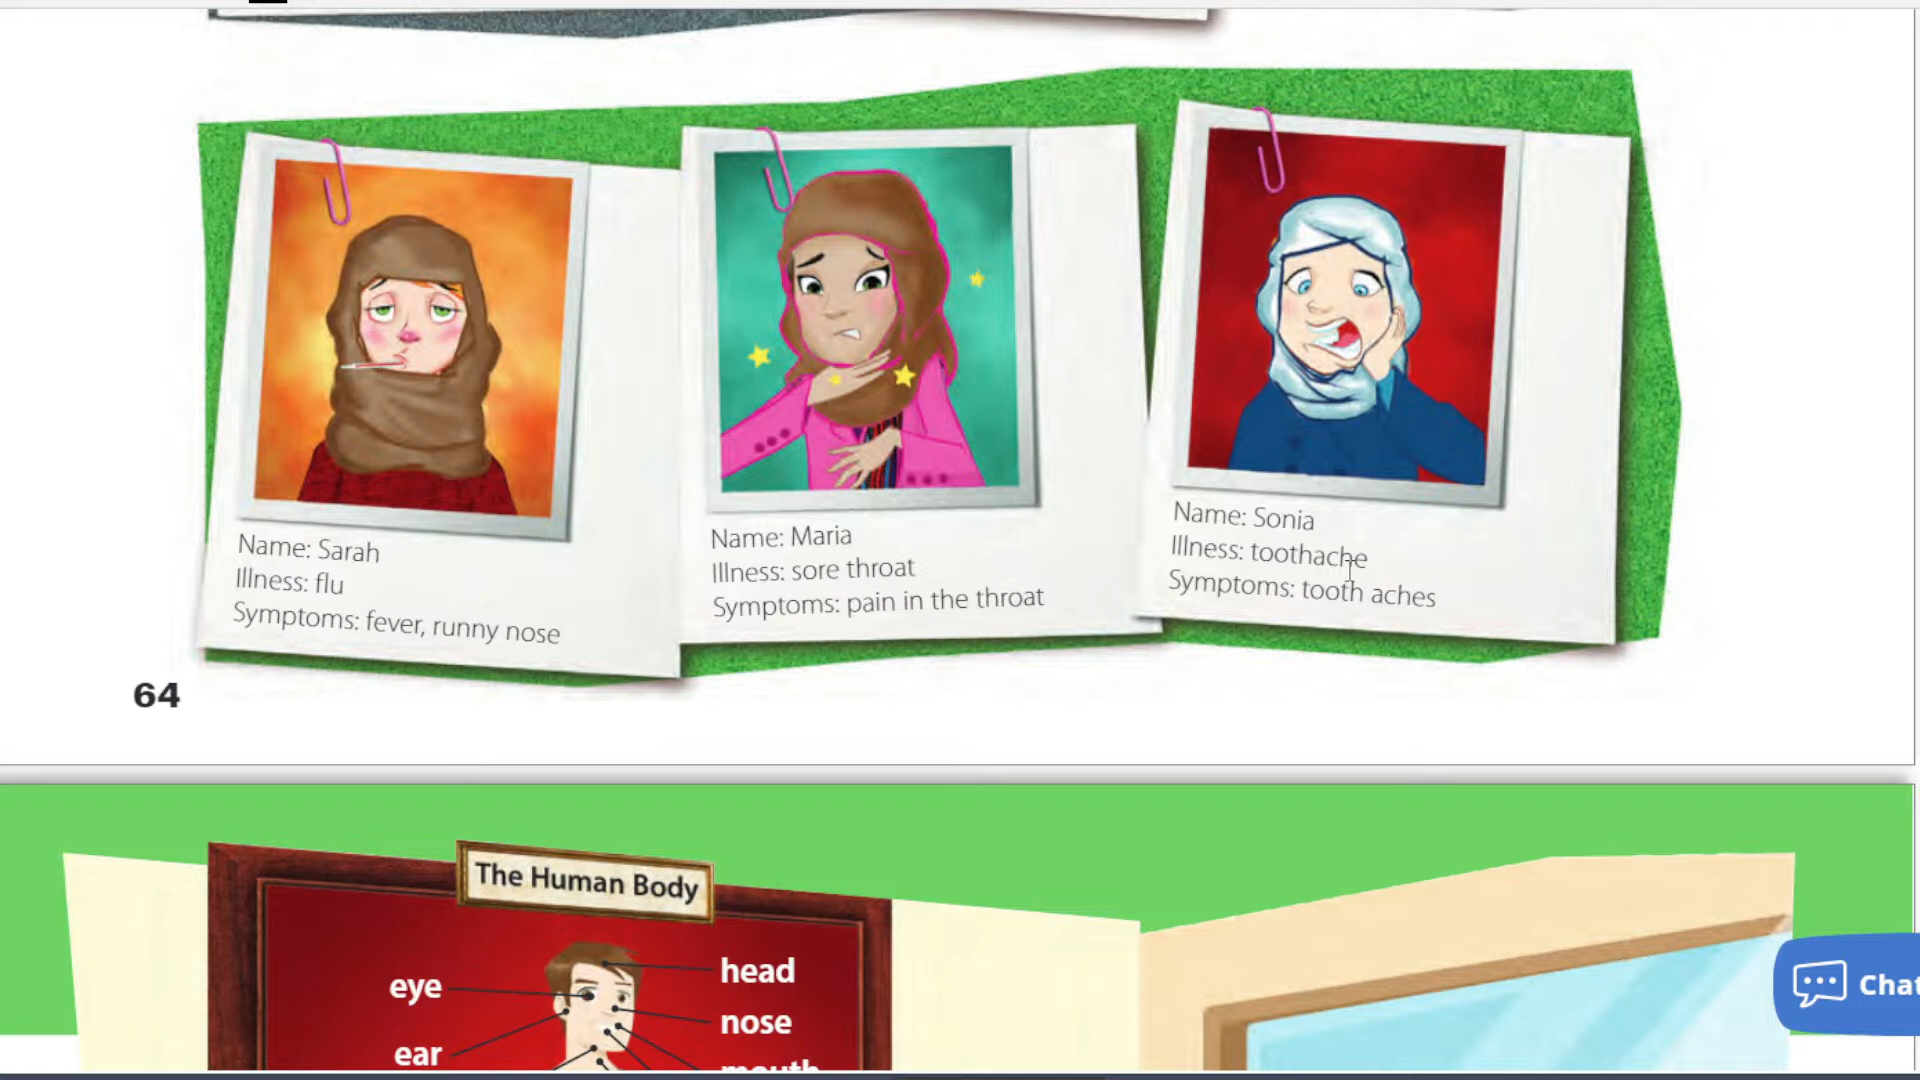 Name: Sarah
Illness: flu
Symptoms: fever, runny nose
Name: Maria
Illness: sore throat
Symptoms: pain in the throat
Name: Sonia
Illness: toothache
Symptoms: tooth aches
64
The Human Body
eye
head
nose
ear
mouth
Chat